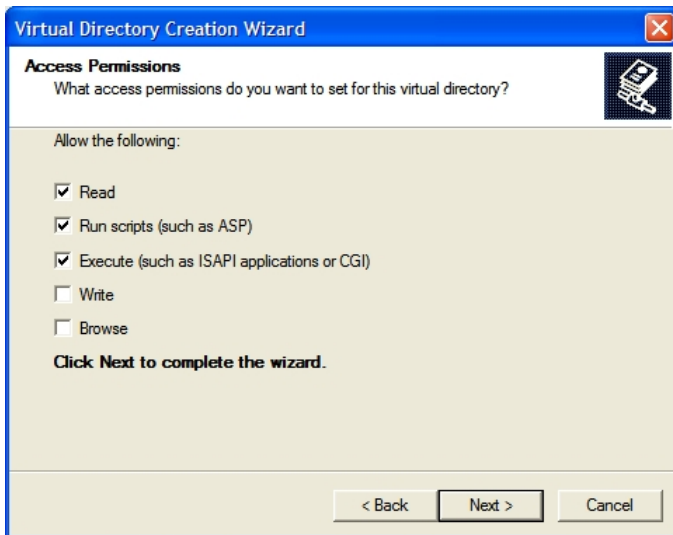 Virtual Directory Creation Wizard
Access Permissions
What access permissions do you want to set for this virtual directory?
Allow the following:
Read
Run scripts (such as ASP)
Execute (such as ISAPI applications or CGI)
Write
Browse
Click Next to complete the wizard.
< Back Next > Cancel